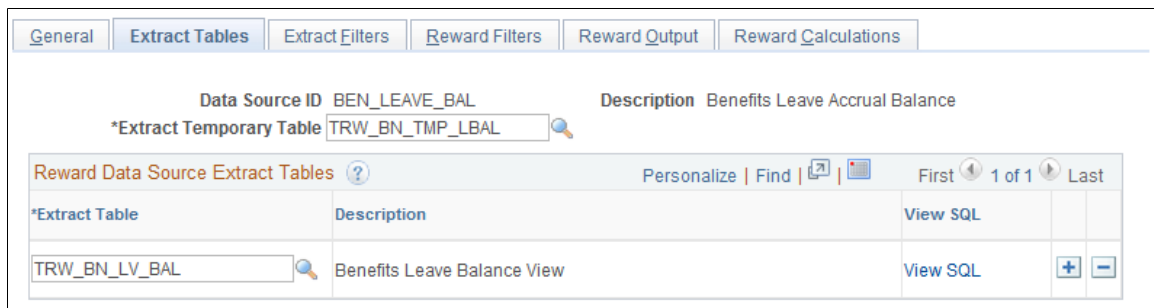 General Extract Tables Extract Filters Reward Filters Reward Output Reward Calculations
Data Source ID BEN_LEAVE_BAL Description Benefits Leave Accrual Balance
*Extract Temporary Table TRW_BN_TMP_LBAL
Reward Data Source Extract Tables ? Personalize | Find | | First 1 of 1 Last
*Extract Table Description View SQL
TRW_BN_LV_BAL Benefits Leave Balance View View SQL + -